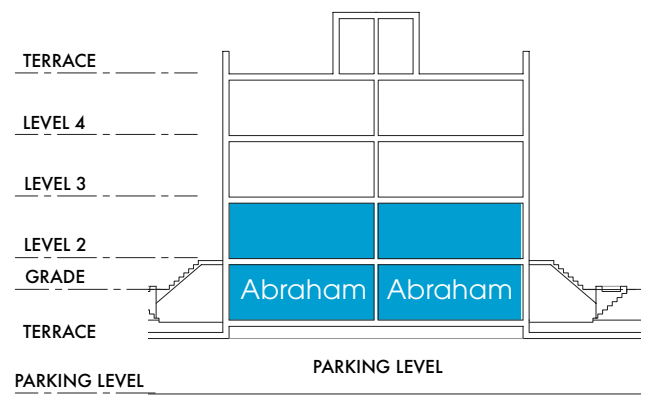 TERRACE
LEVEL 4
LEVEL 3
LEVEL 2
GRADE
Abraham Abraham
TERRACE
PARKING LEVEL
PARKING LEVEL